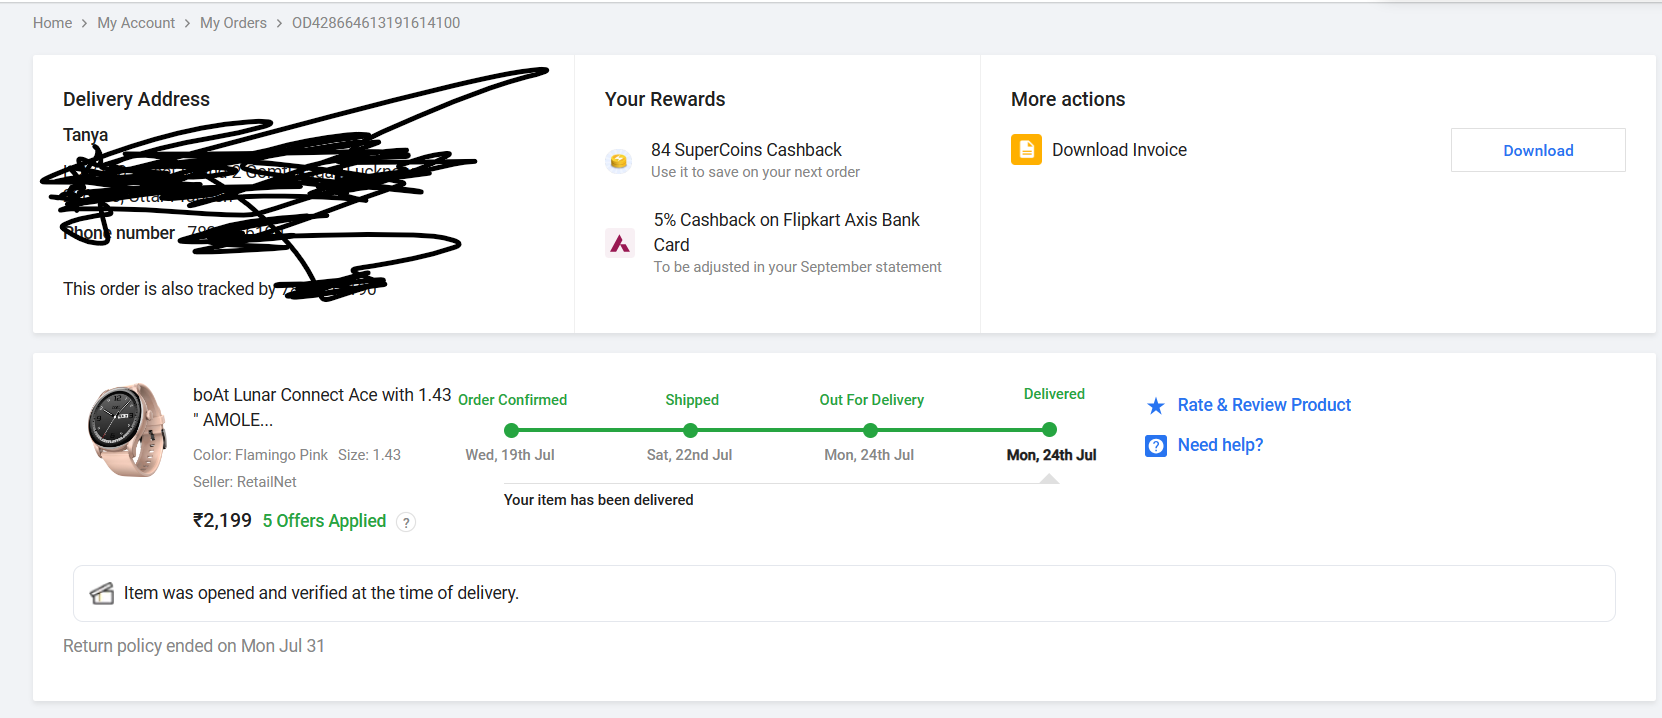 Home > My Account > My Orders > OD428664613191614100
Delivery Address
Tanya
Phone number
This order is also tracked by
Your Rewards
84 SuperCoins Cashback
Use it to save on your next order
5% Cashback on Flipkart Axis Bank
Card
To be adjusted in your September statement
More actions
Download Invoice
Download
boAt Lunar Connect Ace with 1.43
" AMOLE...
Color: Flamingo Pink Size: 1.43
Seller: RetailNet
₹2,199 5 Offers Applied ?
Order Confirmed
Wed, 19th Jul
Shipped
Sat, 22nd Jul
Out For Delivery
Mon, 24th Jul
Delivered
Mon, 24th Jul
Your item has been delivered
Rate & Review Product
? Need help?
Item was opened and verified at the time of delivery.
Return policy ended on Mon Jul 31